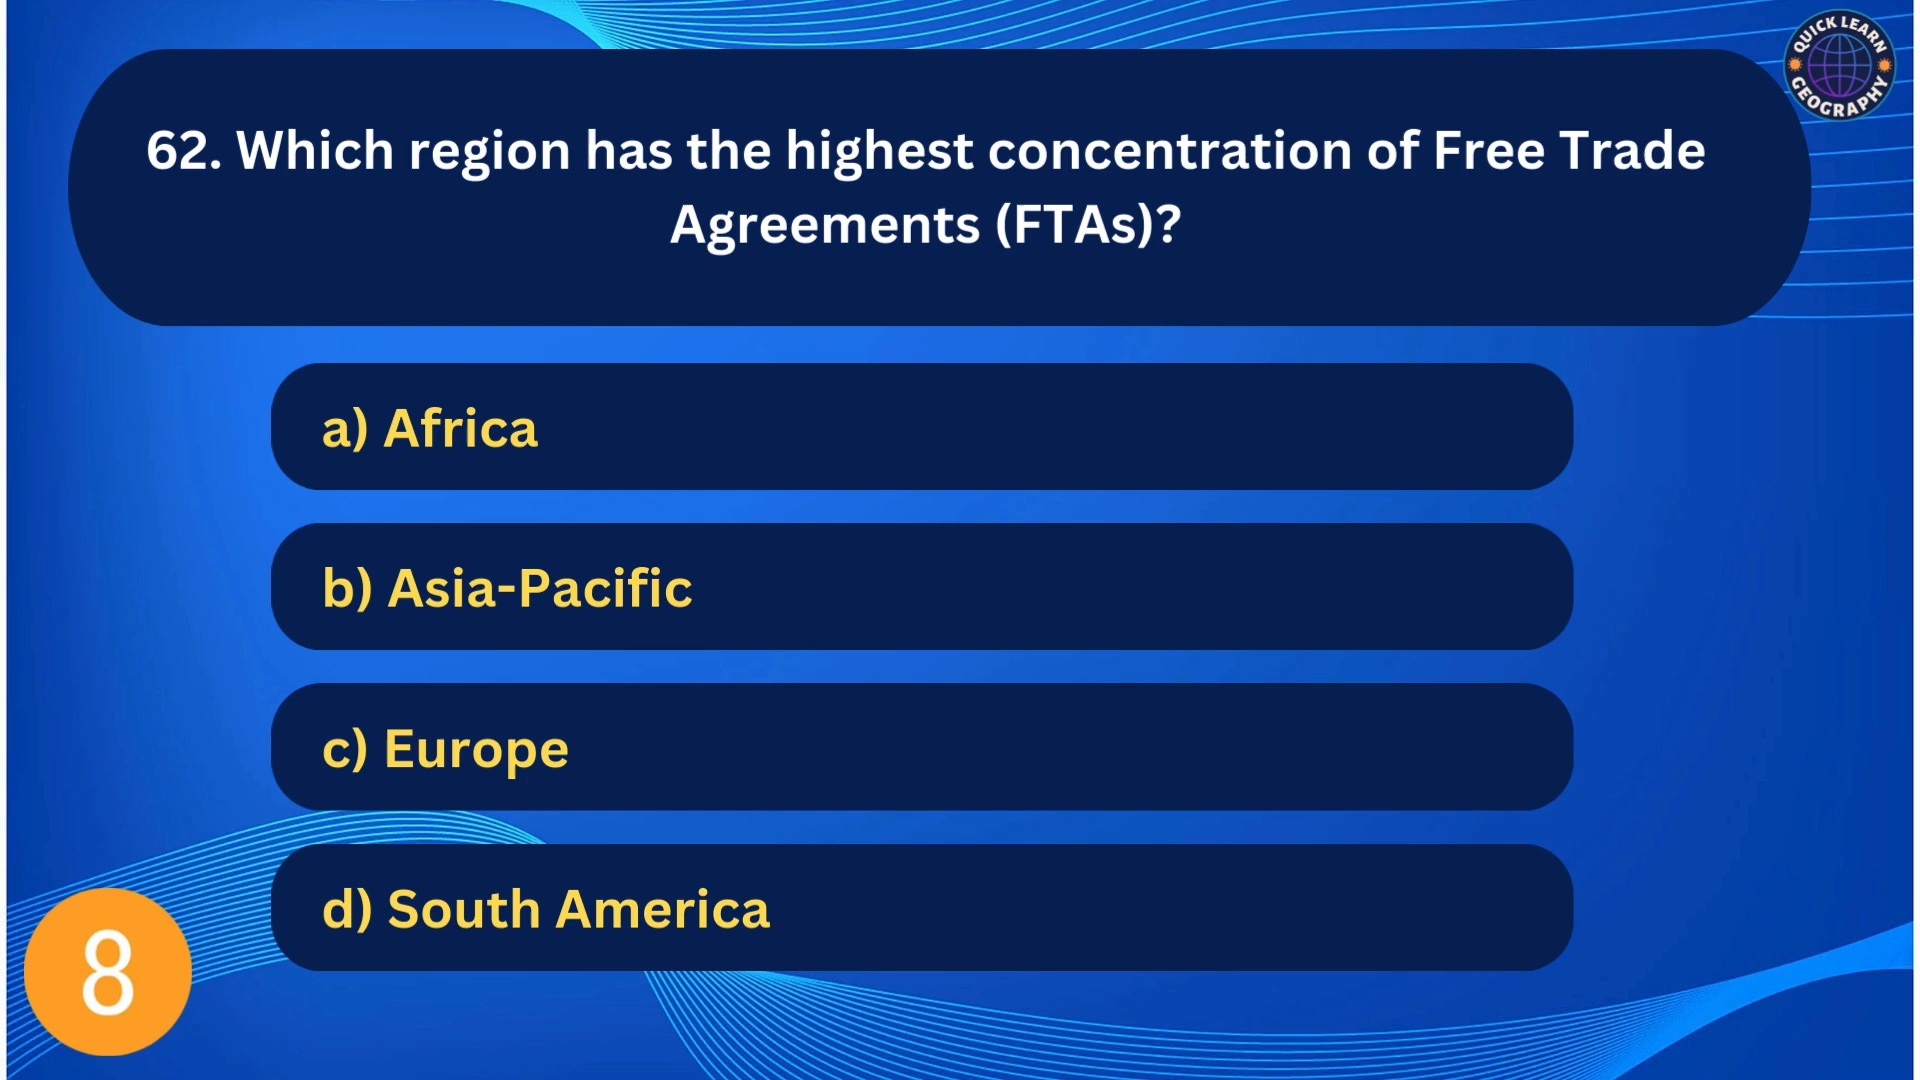 QUICK LEARN
GEOGRAPHY
62. Which region has the highest concentration of Free Trade
Agreements (FTAs)?
a) Africa
b) Asia-Pacific
c) Europe
d) South America
8